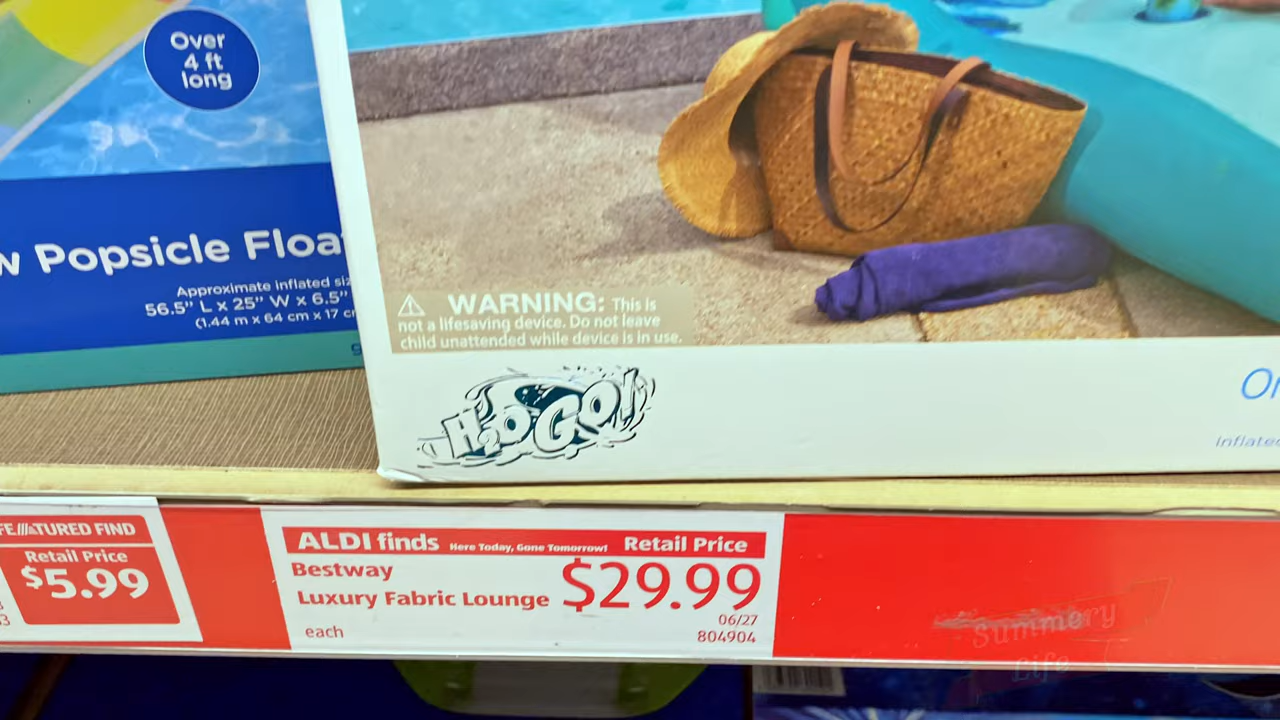 Over
4 ft
long
Popsicle Float
Approximate inflated
56.5" L x 25" W x 6.5"
(1.44 m x 64 cm x 17
WARNING: This is
not a lifesaving device. Do not leave
child unattended while device is in use.
H2OGO!
Inflated
FEATURED FIND
Retail Price
$5.99
ALDI finds Here Today, Gone Tomorrow! Retail Price
Bestway
Luxury Fabric Lounge $29.99
06/27
each 804904
Summery
Life